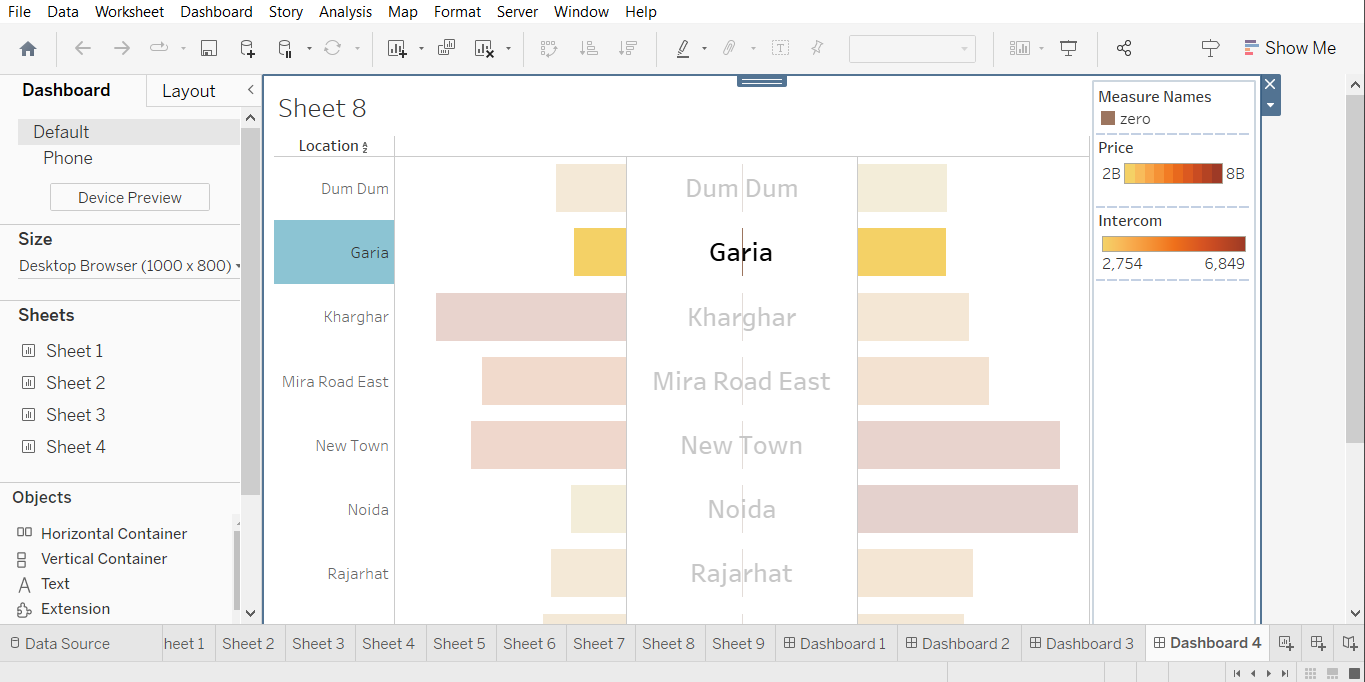 File Data Worksheet Dashboard Story Analysis Map Format Server Window Help
Show Me
Dashboard
Layout
Default
Phone
Device Preview
Size
Desktop Browser (1000 x 800)
Sheets
Sheet 1
Sheet 2
Sheet 3
Sheet 4
Objects
Horizontal Container
Vertical Container
Text
Extension
Sheet 8
Location
Dum Dum Dum Dum
Garia Garia
Kharghar Kharghar
Mira Road East Mira Road East
New Town New Town
Noida Noida
Rajarhat Rajarhat
Measure Names
zero
Price
2B 8B
Intercom
2,754 6,849
Data Source heet 1 Sheet 2 Sheet 3 Sheet 4 Sheet 5 Sheet 6 Sheet 7 Sheet 8 Sheet 9 Dashboard 1 Dashboard 2 Dashboard 3 Dashboard 4